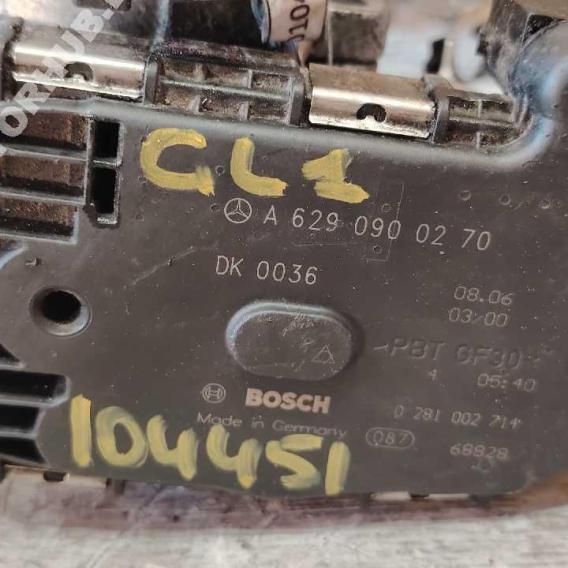 CL1
A 629 090 02 70
DK 0036
08.06
03/00
>PBT GF30<
4 05:40
BOSCH
0 281 002 714
Made in Germany
087 68828
104451